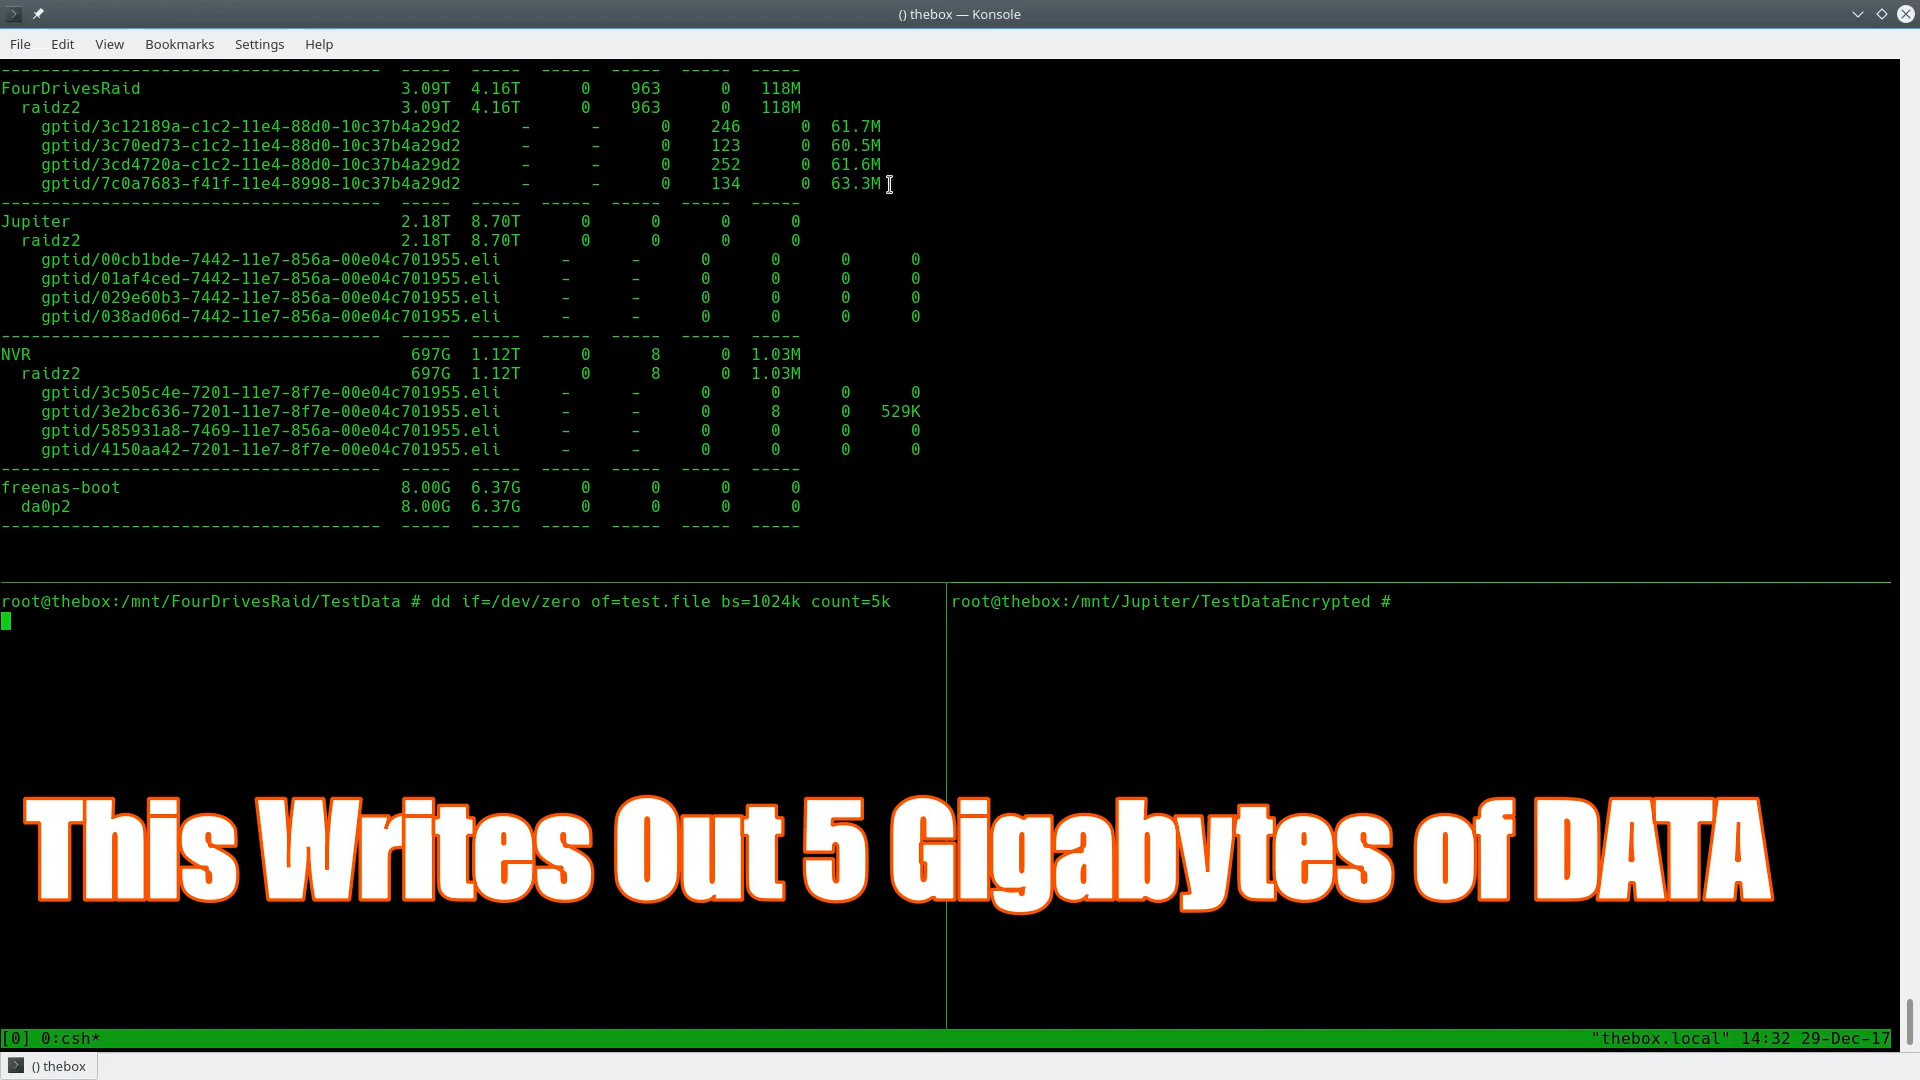 () thebox — Konsole
File Edit View Bookmarks Settings Help
-------------------------------------- ----- ----- ----- ----- ----- -----
FourDrivesRaid 3.09T 4.16T 0 963 0 118M
raidz2 3.09T 4.16T 0 963 0 118M
gptid/3c12189a-c1c2-11e4-88d0-10c37b4a29d2 - - 0 246 0 61.7M
gptid/3c70ed73-c1c2-11e4-88d0-10c37b4a29d2 - - 0 123 0 60.5M
gptid/3cd4720a-c1c2-11e4-88d0-10c37b4a29d2 - - 0 252 0 61.6M
gptid/7c0a7683-f41f-11e4-8998-10c37b4a29d2 - - 0 134 0 63.3M
-------------------------------------- ----- ----- ----- ----- ----- -----
Jupiter 2.18T 8.70T 0 0 0 0
raidz2 2.18T 8.70T 0 0 0 0
gptid/00cb1bde-7442-11e7-856a-00e04c701955.eli - - 0 0 0 0
gptid/01af4ced-7442-11e7-856a-00e04c701955.eli - - 0 0 0 0
gptid/029e60b3-7442-11e7-856a-00e04c701955.eli - - 0 0 0 0
gptid/038ad06d-7442-11e7-856a-00e04c701955.eli - - 0 0 0 0
-------------------------------------- ----- ----- ----- ----- ----- -----
NVR 697G 1.12T 0 8 0 1.03M
raidz2 697G 1.12T 0 8 0 1.03M
gptid/3c505c4e-7201-11e7-8f7e-00e04c701955.eli - - 0 0 0 0
gptid/3e2bc636-7201-11e7-8f7e-00e04c701955.eli - - 0 8 0 529K
gptid/585931a8-7469-11e7-856a-00e04c701955.eli - - 0 0 0 0
gptid/4150aa42-7201-11e7-8f7e-00e04c701955.eli - - 0 0 0 0
-------------------------------------- ----- ----- ----- ----- ----- -----
freenas-boot 8.00G 6.37G 0 0 0 0
da0p2 8.00G 6.37G 0 0 0 0
-------------------------------------- ----- ----- ----- ----- ----- -----
root@thebox:/mnt/FourDrivesRaid/TestData # dd if=/dev/zero of=test.file bs=1024k count=5k
root@thebox:/mnt/Jupiter/TestDataEncrypted #
This Writes Out 5 Gigabytes of DATA
[0] 0:csh* "thebox.local" 14:32 29-Dec-17
() thebox